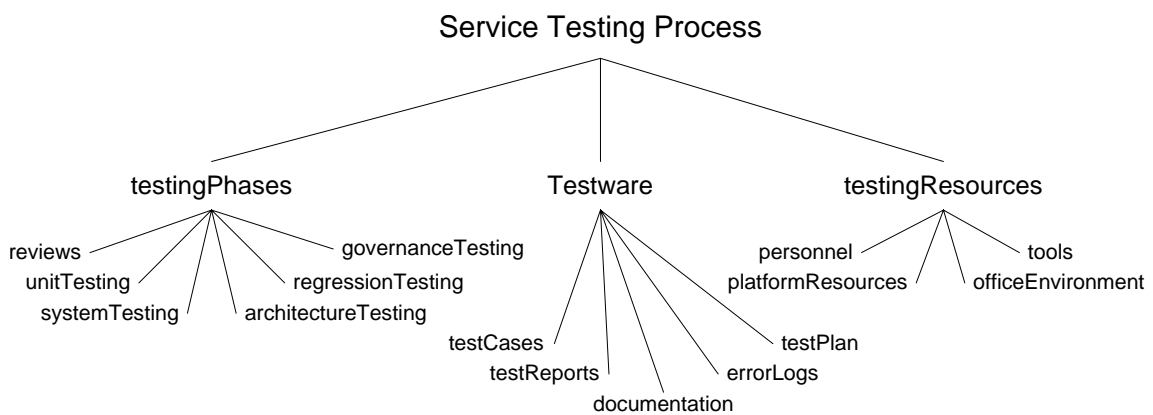 Service Testing Process
testingPhases
Testware
testingResources
reviews
unitTesting
systemTesting
architectureTesting
regressionTesting
governanceTesting
testCases
testReports
documentation
errorLogs
testPlan
personnel
platformResources
officeEnvironment
tools